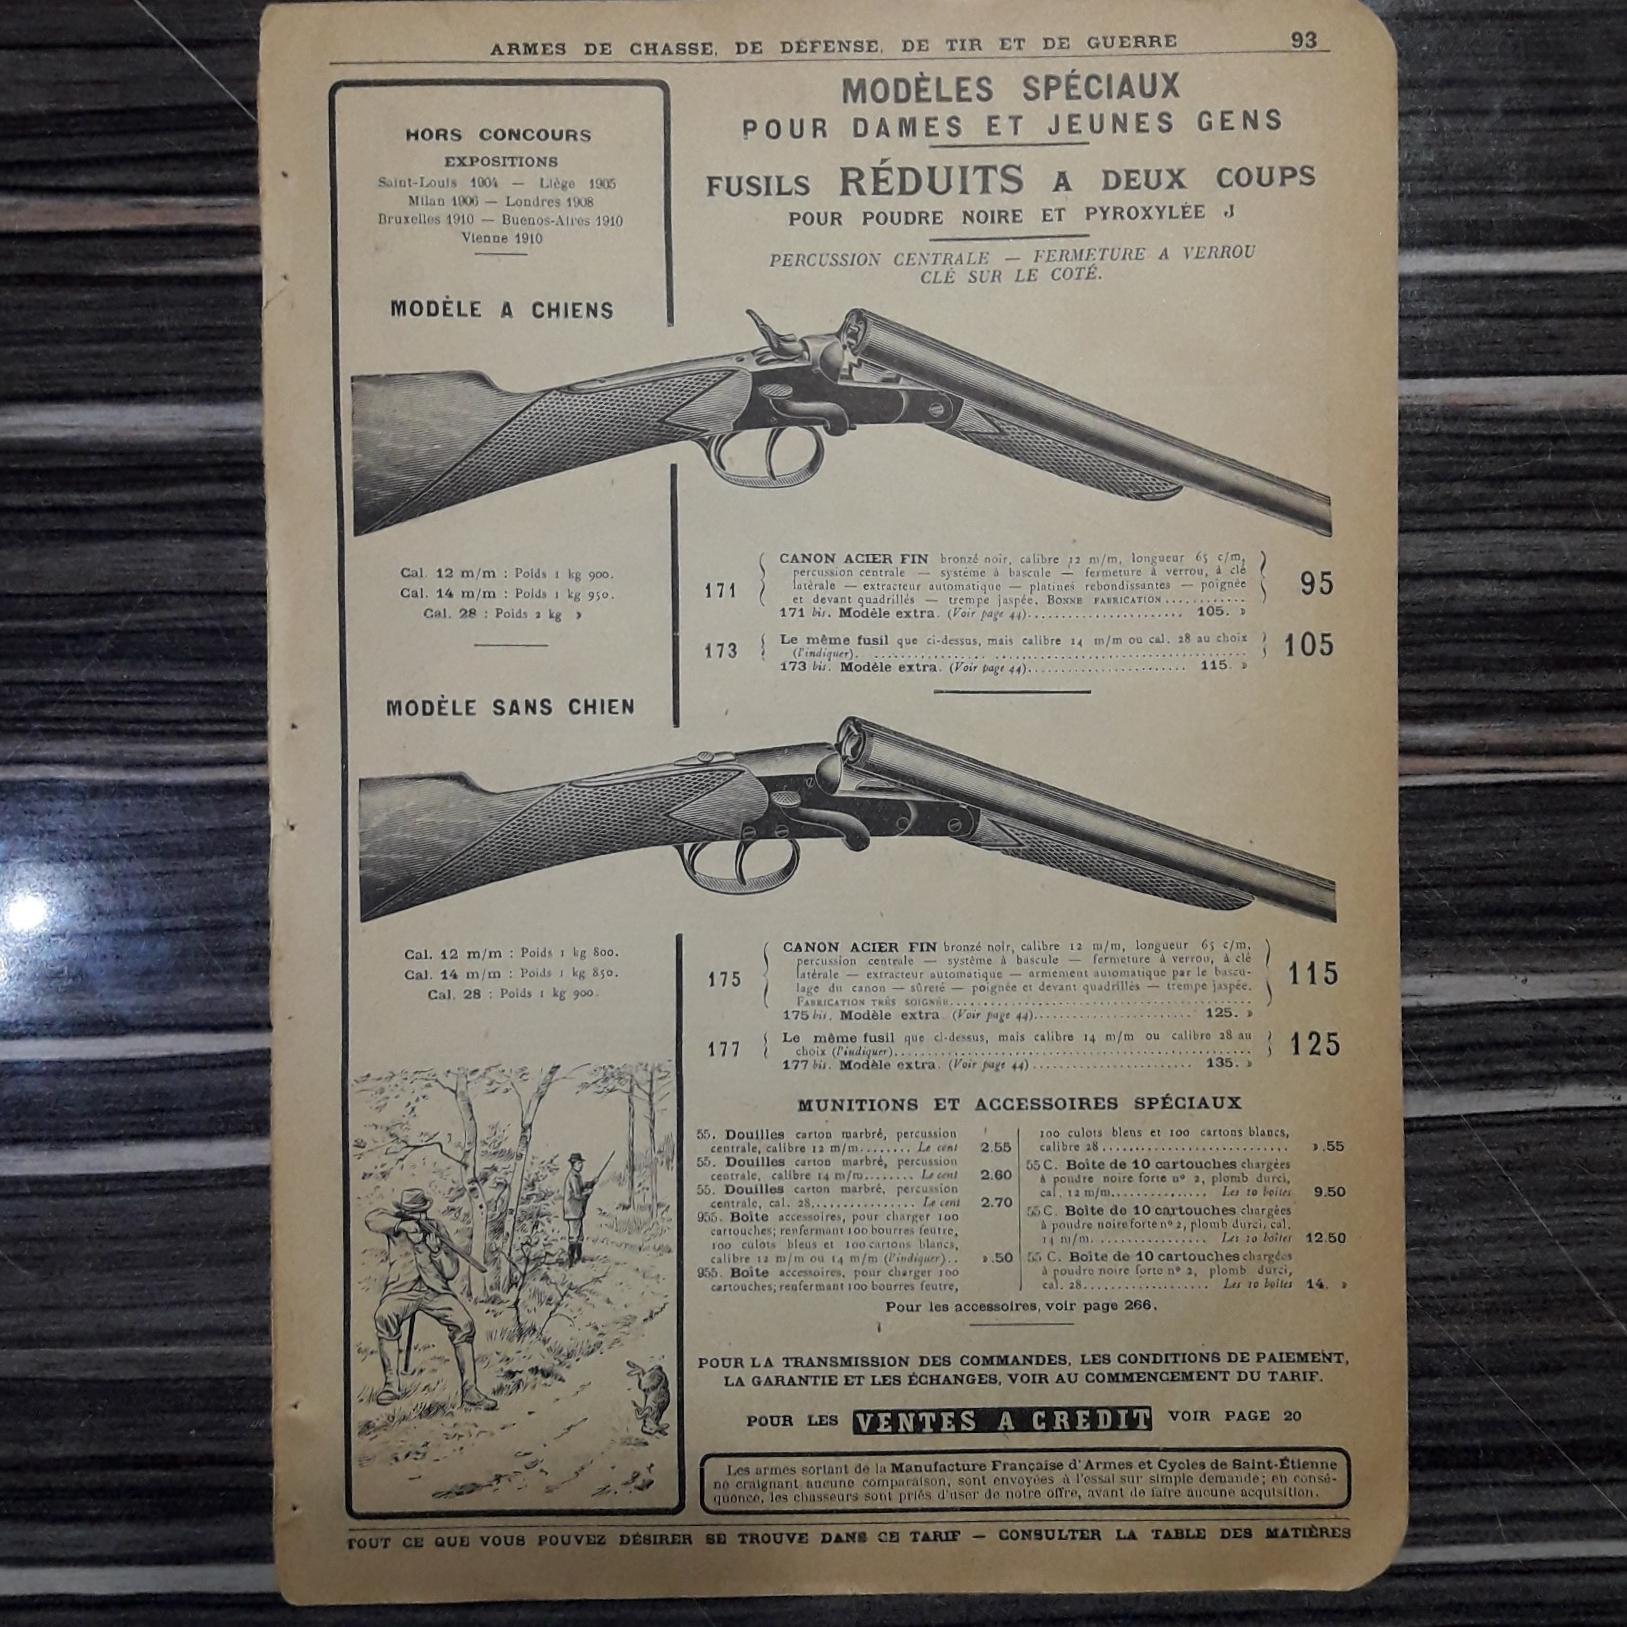 ARMES DE CHASSE, DE DÉFENSE, DE TIR ET DE GUERRE 93
HORS CONCOURS
EXPOSITIONS
Saint-Louis 1904 — Liège 1905
Milan 1906 — Londres 1908
Bruxelles 1910 — Buenos-Aires 1910
Vienne 1910
MODÈLES SPÉCIAUX
POUR DAMES ET JEUNES GENS
FUSILS RÉDUITS A DEUX COUPS
POUR POUDRE NOIRE ET PYROXYLÉE J
PERCUSSION CENTRALE — FERMETURE A VERROU
CLÉ SUR LE COTÉ.
MODÈLE A CHIENS
Cal. 12 m/m : Poids 1 kg 900.
Cal. 14 m/m : Poids 1 kg 950.
Cal. 28 : Poids 2 kg »
171 CANON ACIER FIN bronzé noir, calibre 12 m/m, longueur 65 c/m, 95
percussion centrale — système à bascule — fermeture à verrou, à clé
latérale — extracteur automatique — platines rebondissantes — poignée
et devant quadrillés — trempe jaspée. BONNE FABRICATION ...........
171 bis. Modèle extra. (Voir page 44)...................... 105. »
173 Le même fusil que ci-dessus, mais calibre 14 m/m ou cal. 28 au choix 105
(l'indiquer). ......................................................
173 bis. Modèle extra. (Voir page 44)...................... 115. »
MODÈLE SANS CHIEN
Cal. 12 m/m : Poids 1 kg 800.
Cal. 14 m/m : Poids 1 kg 850.
Cal. 28 : Poids 1 kg 900.
175 CANON ACIER FIN bronzé noir, calibre 12 m/m, longueur 65 c/m, 115
percussion centrale — système à bascule — fermeture à verrou, à clé
latérale — extracteur automatique — armement automatique par le bascu-
lage du canon — sûreté — poignée et devant quadrillés — trempe jaspée.
FABRICATION TRÈS SOIGNÉE...........................................
175 bis. Modèle extra (Voir page 44)...................... 125. »
177 Le même fusil que ci-dessus, mais calibre 14 m/m ou calibre 28 au 125
choix (l'indiquer)..................................................
177 bis. Modèle extra. (Voir page 44)...................... 135. »
MUNITIONS ET ACCESSOIRES SPÉCIAUX
55. Douilles carton marbré, percussion
centrale, calibre 12 m/m........ Le cent 2.55
55. Douilles carton marbré, percussion
centrale, calibre 14 m/m....... Le cent 2.60
55. Douilles carton marbré, percussion
centrale, cal. 28............... Le cent 2.70
955. Boîte accessoires, pour charger 100
cartouches; renfermant 100 bourres feutre,
100 culots bleus et 100 cartons blancs,
calibre 12 m/m ou 14 m/m (l'indiquer).. ».50
955. Boîte accessoires, pour charger 100
cartouches; renfermant 100 bourres feutre,
100 culots bleus et 100 cartons blancs,
calibre 28............................ ».55
55 C. Boîte de 10 cartouches chargées
à poudre noire forte nº 2, plomb durci,
cal. 12 m/m............... Les 10 boîtes 9.50
55 C. Boîte de 10 cartouches chargées
à poudre noire forte nº 2, plomb durci, cal.
14 m/m. ................. Les 10 boîtes 12.50
55 C. Boîte de 10 cartouches chargées
à poudre noire forte nº 2, plomb durci,
cal. 28................... Les 10 boîtes 14. »
Pour les accessoires, voir page 266.
POUR LA TRANSMISSION DES COMMANDES, LES CONDITIONS DE PAIEMENT,
LA GARANTIE ET LES ÉCHANGES, VOIR AU COMMENCEMENT DU TARIF.
POUR LES VENTES A CREDIT VOIR PAGE 20
Les armes sortant de la Manufacture Française d'Armes et Cycles de Saint-Étienne
ne craignant aucune comparaison, sont envoyées à l'essai sur simple demande; en consé-
quence, les chasseurs sont priés d'user de notre offre, avant de faire aucune acquisition.
TOUT CE QUE VOUS POUVEZ DÉSIRER SE TROUVE DANS CE TARIF — CONSULTER LA TABLE DES MATIÈRES